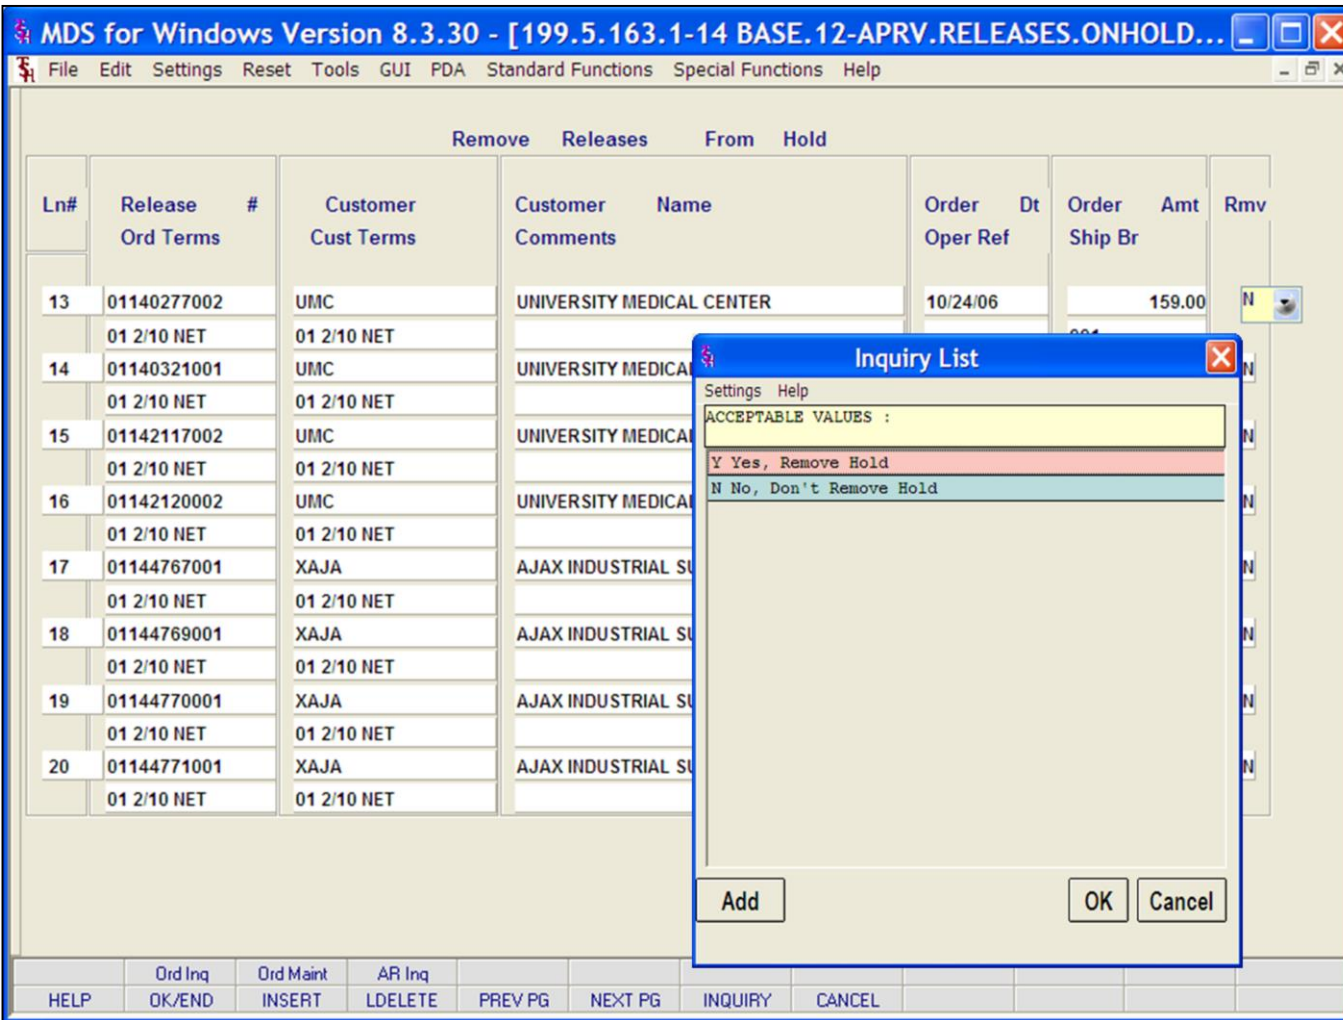 MDS for Windows Version 8.3.30 - [199.5.163.1-14 BASE.12-APRV.RELEASES.ONHOLD...
File Edit Settings Reset Tools GUI PDA Standard Functions Special Functions Help
Remove Releases From Hold
Ln# Release # Customer Customer Name Order Dt Order Amt Rmv
Ord Terms Cust Terms Comments Oper Ref Ship Br
13 01140277002 UMC UNIVERSITY MEDICAL CENTER 10/24/06 159.00 N
01 2/10 NET 01 2/10 NET
14 01140321001 UMC UNIVERSITY MEDICA N
01 2/10 NET 01 2/10 NET
15 01142117002 UMC UNIVERSITY MEDICA N
01 2/10 NET 01 2/10 NET
16 01142120002 UMC UNIVERSITY MEDICA N
01 2/10 NET 01 2/10 NET
17 01144767001 XAJA AJAX INDUSTRIAL SU N
01 2/10 NET 01 2/10 NET
18 01144769001 XAJA AJAX INDUSTRIAL SU N
01 2/10 NET 01 2/10 NET
19 01144770001 XAJA AJAX INDUSTRIAL SU N
01 2/10 NET 01 2/10 NET
20 01144771001 XAJA AJAX INDUSTRIAL SU N
01 2/10 NET 01 2/10 NET
Inquiry List
Settings Help
ACCEPTABLE VALUES :
Y Yes, Remove Hold
N No, Don't Remove Hold
Add OK Cancel
Ord Inq Ord Maint AR Inq
HELP OK/END INSERT LDELETE PREV PG NEXT PG INQUIRY CANCEL